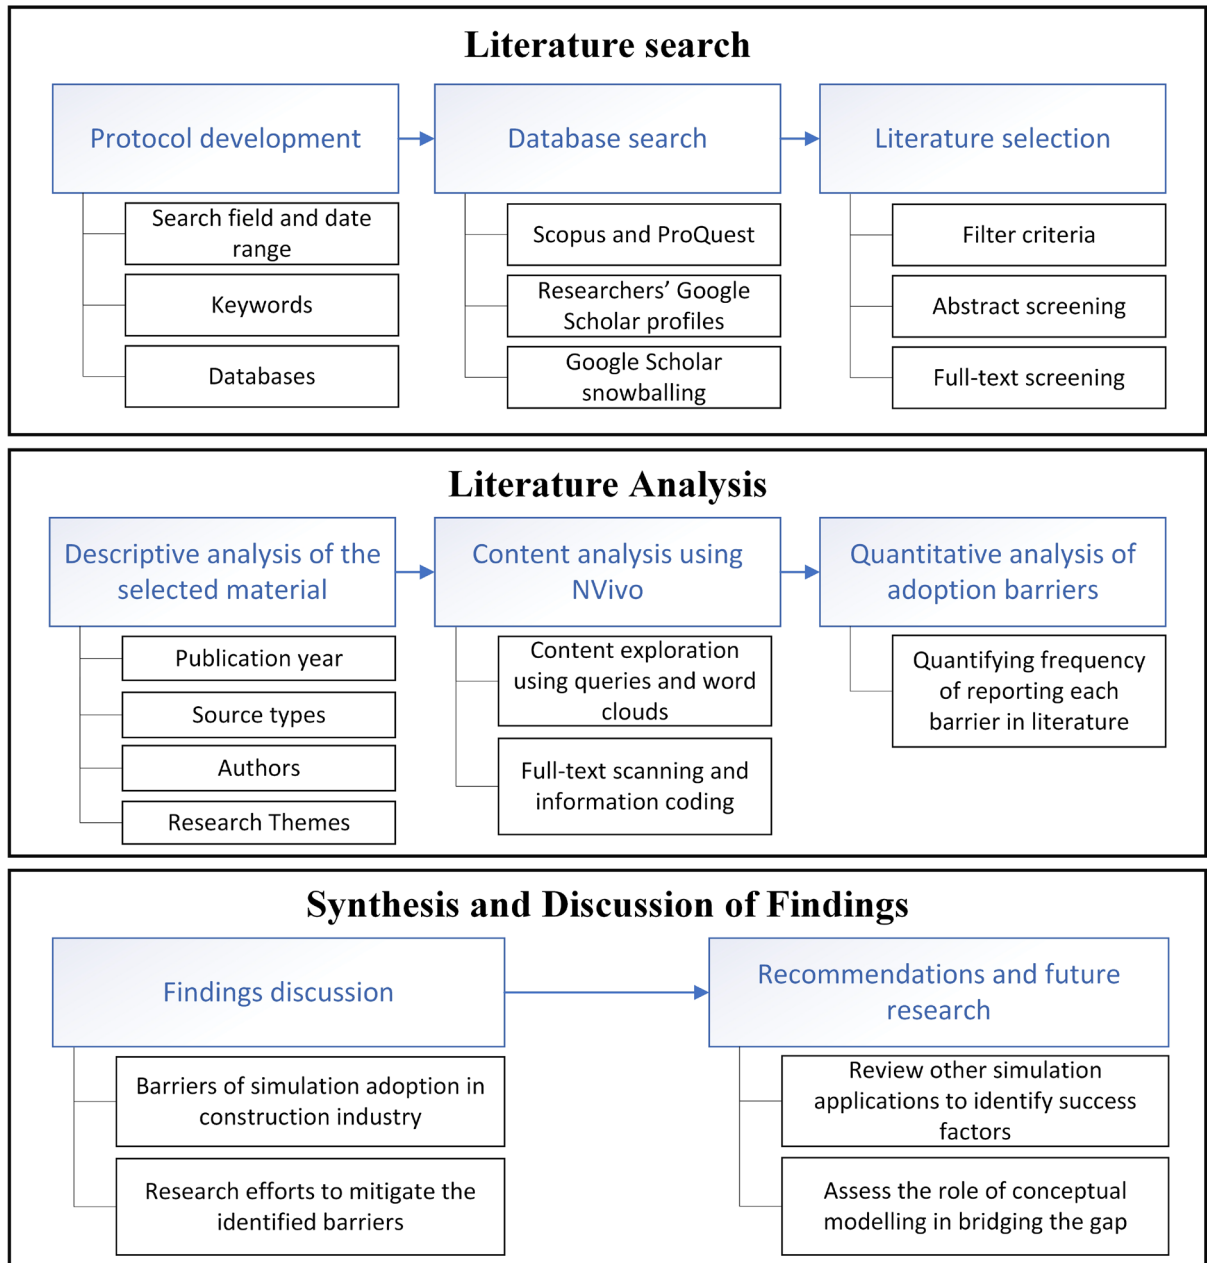 Literature search
Protocol development
Search field and date
range
Keywords
Databases
Database search
Scopus and ProQuest
Researchers’ Google
Scholar profiles
Google Scholar
snowballing
Literature selection
Filter criteria
Abstract screening
Full-text screening
Literature Analysis
Descriptive analysis of the
selected material
Publication year
Source types
Authors
Research Themes
Content analysis using
NVivo
Content exploration
using queries and word
clouds
Full-text scanning and
information coding
Quantitative analysis of
adoption barriers
Quantifying frequency
of reporting each
barrier in literature
Synthesis and Discussion of Findings
Findings discussion
Barriers of simulation adoption in
construction industry
Research efforts to mitigate the
identified barriers
Recommendations and future
research
Review other simulation
applications to identify success
factors
Assess the role of conceptual
modelling in bridging the gap